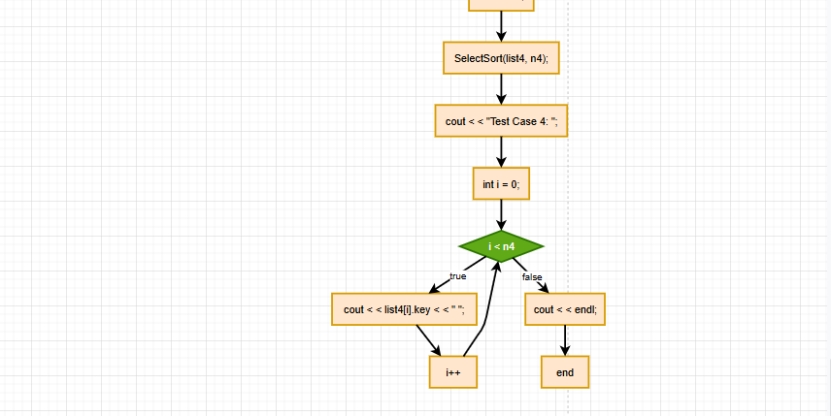 SelectSort(list4, n4);
cout < < "Test Case 4: ";
int i = 0;
i < n4
true
false
cout < < list4[i].key < < " ";
cout < < endl;
i++
end